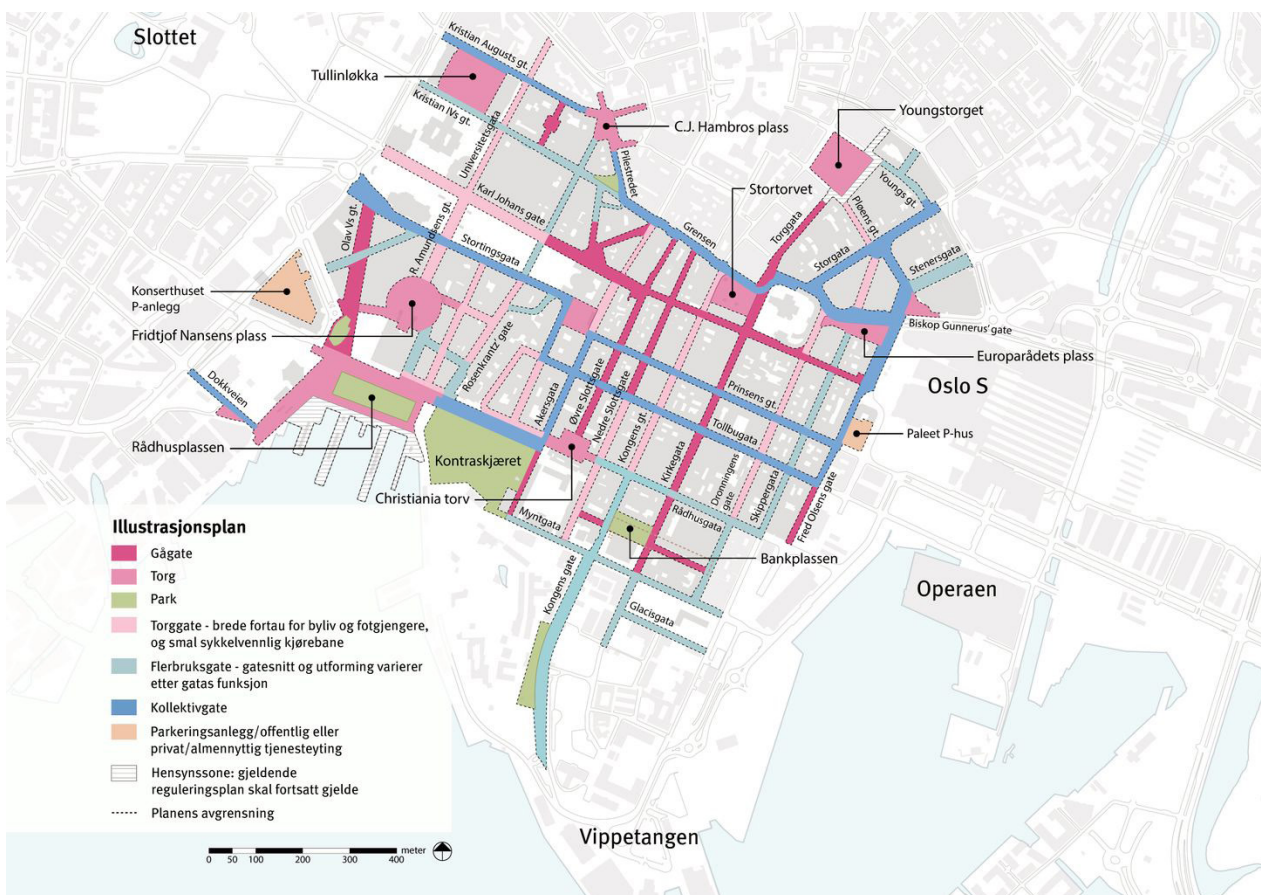 Slottet
Kristian Augusts gt.
Tullinløkka
Kristian IVs gt.
Universitetsgata
C.J. Hambros plass
Pilestredet
Youngstorget
Youngs gt.
Pløens gt.
Stortorvet
Torggata
Karl Johans gate
Grensen
Storgata
Stenersgata
Olav Vs gt.
R. Amundsens gt.
Stortingsgata
Konserthuset
P-anlegg
Fridtjof Nansens plass
Biskop Gunnerus' gate
Europarådets plass
Oslo S
Dokkveien
Rosenkrantz' gate
Akersgata
Øvre Slottsgate
Nedre Slottsgate
Kongens gt.
Kirkegata
Prinsens gt.
Tollbugata
Dronningens
gate
Skippergata
Fred Olsens gate
Paleet P-hus
Rådhusplassen
Kontraskjæret
Christiania torv
Myntgata
Rådhusgata
Bankplassen
Kongens gate
Glacisgata
Operaen
Vippetangen
Illustrasjonsplan
Gågate
Torg
Park
Torggate - brede fortau for byliv og fotgjengere,
og smal sykkelvennlig kjørebane
Flerbruksgate - gatesnitt og utforming varierer
etter gatas funksjon
Kollektivgate
Parkeringsanlegg/offentlig eller
privat/almennyttig tjenesteyting
Hensynssone: gjeldende
reguleringsplan skal fortsatt gjelde
Planens avgrensning
0 50 100 200 300 400 meter